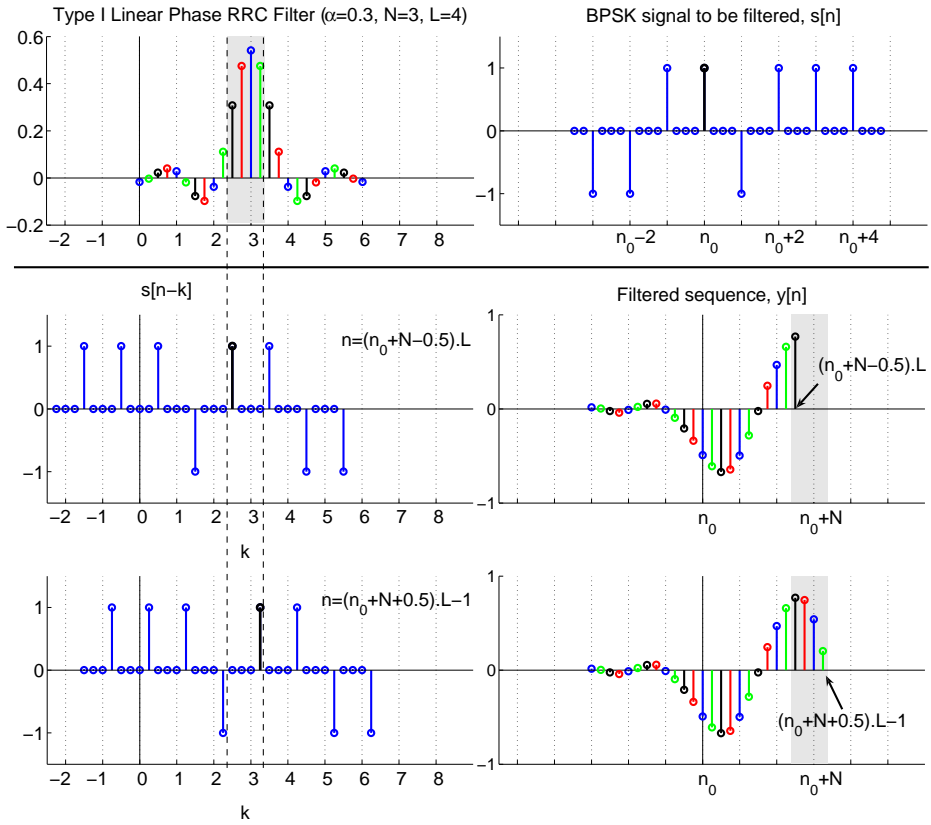 Type I Linear Phase RRC Filter (α=0.3, N=3, L=4)
0.6
0.4
0.2
0
−0.2
−2 −1 0 1 2 3 4 5 6 7 8
BPSK signal to be filtered, s[n]
1
0
−1
n0−2 n0 n0+2 n0+4
s[n−k]
n=(n0+N−0.5).L
1
0
−1
−2 −1 0 1 2 3 4 5 6 7 8
k
Filtered sequence, y[n]
1
0
−1
(n0+N−0.5).L
n0 n0+N
n=(n0+N+0.5).L−1
1
0
−1
−2 −1 0 1 2 3 4 5 6 7 8
k
1
0
−1
(n0+N+0.5).L−1
n0 n0+N